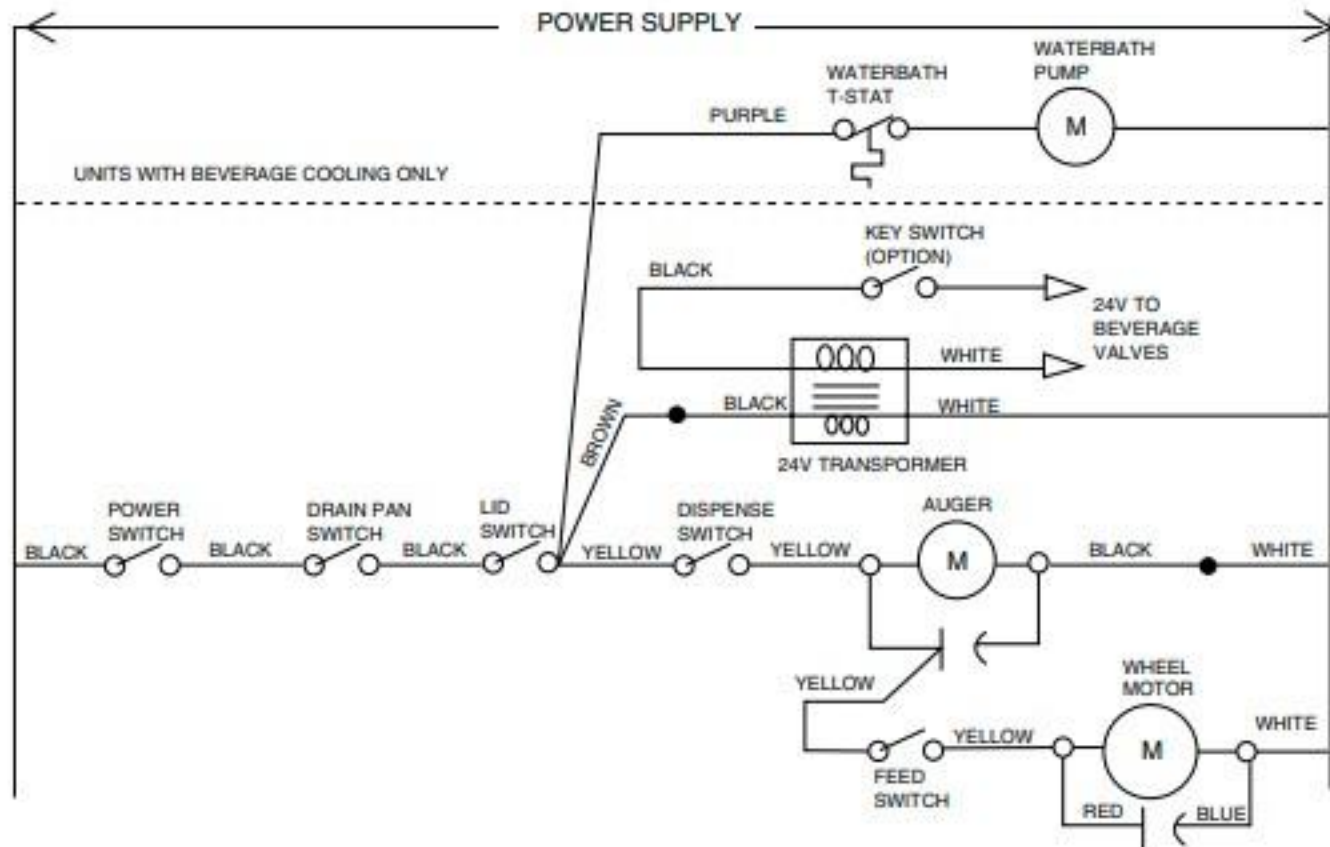 POWER SUPPLY
WATERBATH
PUMP
WATERBATH
T-STAT
PURPLE
M
UNITS WITH BEVERAGE COOLING ONLY
KEY SWITCH
(OPTION)
BLACK
24V TO
BEVERAGE
VALVES
WHITE
BLACK
WHITE
BROWN
24V TRANSPORMER
POWER
SWITCH
DRAIN PAN
SWITCH
LID
SWITCH
DISPENSE
SWITCH
AUGER
BLACK
BLACK
BLACK
YELLOW
YELLOW
M
BLACK
WHITE
YELLOW
WHEEL
MOTOR
YELLOW
M
WHITE
FEED
SWITCH
RED
BLUE